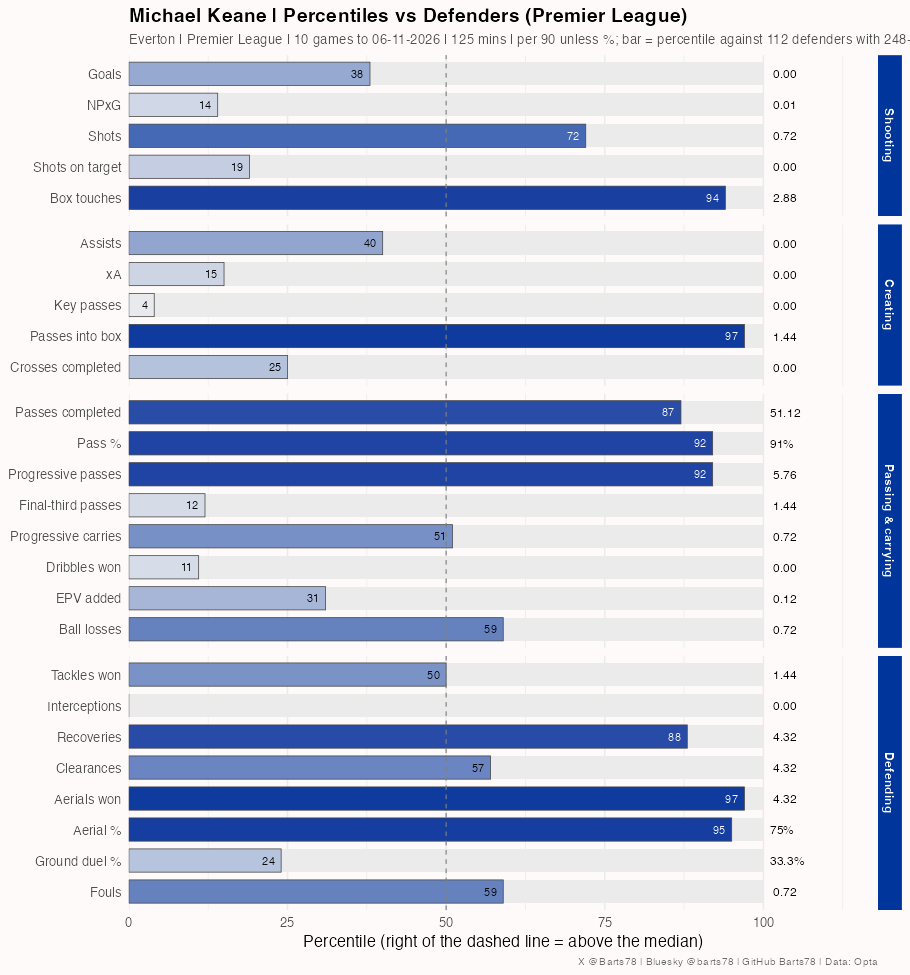 Michael Keane | Percentiles vs Defenders (Premier League)
Everton | Premier League | 10 games to 06-11-2026 | 125 mins | per 90 unless %; bar = percentile against 112 defenders with 248-
Goals 38 0.00
NPxG 14 0.01
Shots 72 0.72
Shots on target 19 0.00
Box touches 94 2.88
Shooting
Assists 40 0.00
xA 15 0.00
Key passes 4 0.00
Passes into box 97 1.44
Crosses completed 25 0.00
Creating
Passes completed 87 51.12
Pass % 92 91%
Progressive passes 92 5.76
Final-third passes 12 1.44
Progressive carries 51 0.72
Dribbles won 11 0.00
EPV added 31 0.12
Ball losses 59 0.72
Passing & carrying
Tackles won 50 1.44
Interceptions 0.00
Recoveries 88 4.32
Clearances 57 4.32
Aerials won 97 4.32
Aerial % 95 75%
Ground duel % 24 33.3%
Fouls 59 0.72
Defending
0 25 50 75 100
Percentile (right of the dashed line = above the median)
X @Barts78 | Bluesky @barts78 | GitHub Barts78 | Data: Opta